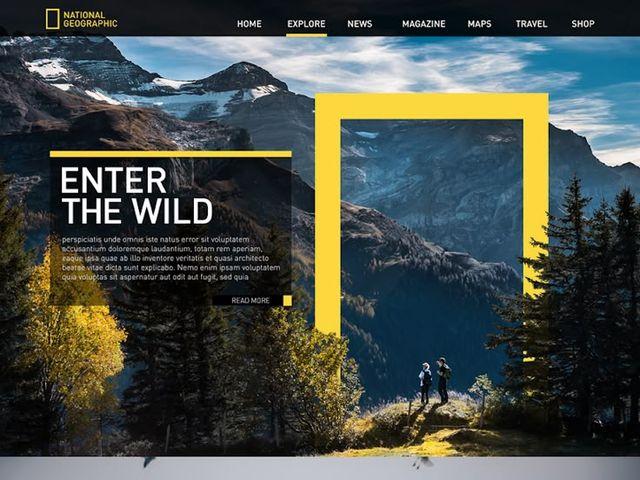 NATIONAL
GEOGRAPHIC
HOME EXPLORE NEWS MAGAZINE MAPS TRAVEL SHOP
ENTER
THE WILD
perspiciatis unde omnis iste natus error sit voluptatem
accusantium doloremque laudantium, totam rem aperiam,
eaque ipsa quae ab illo inventore veritatis et quasi architecto
beatae vitae dicta sunt explicabo. Nemo enim ipsam voluptatem
quia voluptas sit aspernatur aut odit aut fugit, sed quia
READ MORE